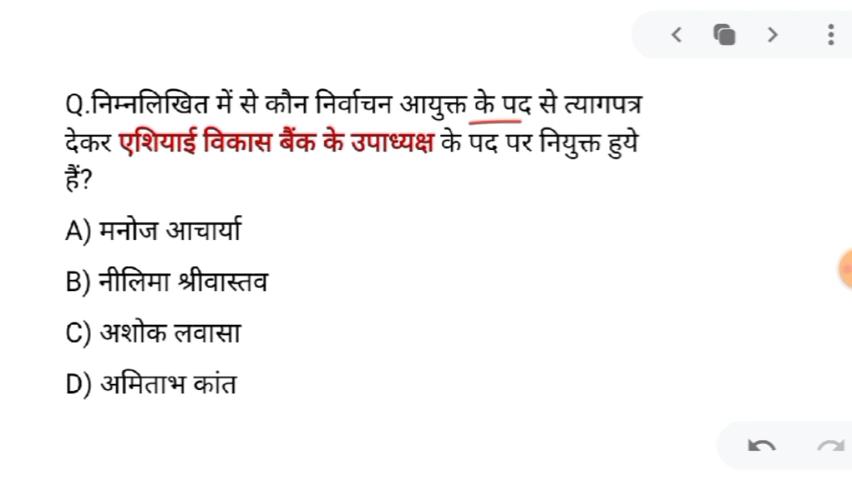 Q.निम्नलिखित में से कौन निर्वाचन आयुक्त के पद से त्यागपत्र
देकर एशियाई विकास बैंक के उपाध्यक्ष के पद पर नियुक्त हुये
हैं?
A) मनोज आचार्या
B) नीलिमा श्रीवास्तव
C) अशोक लवासा
D) अमिताभ कांत